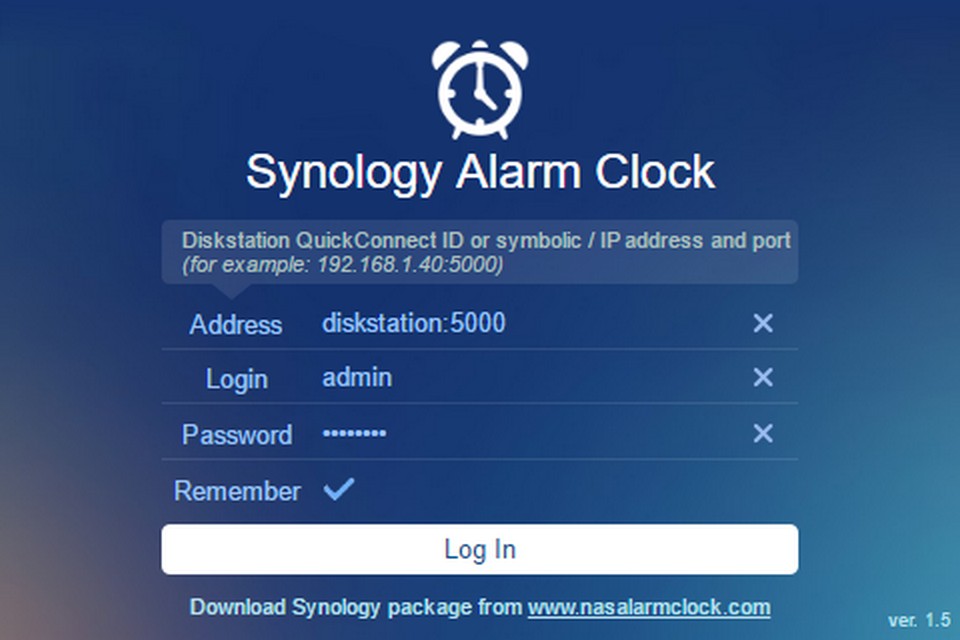 Synology Alarm Clock
Diskstation QuickConnect ID or symbolic / IP address and port
(for example: 192.168.1.40:5000)
Address diskstation:5000
Login admin
Password ••••••••
Remember
Log In
Download Synology package from www.nasalarmclock.com
ver. 1.5